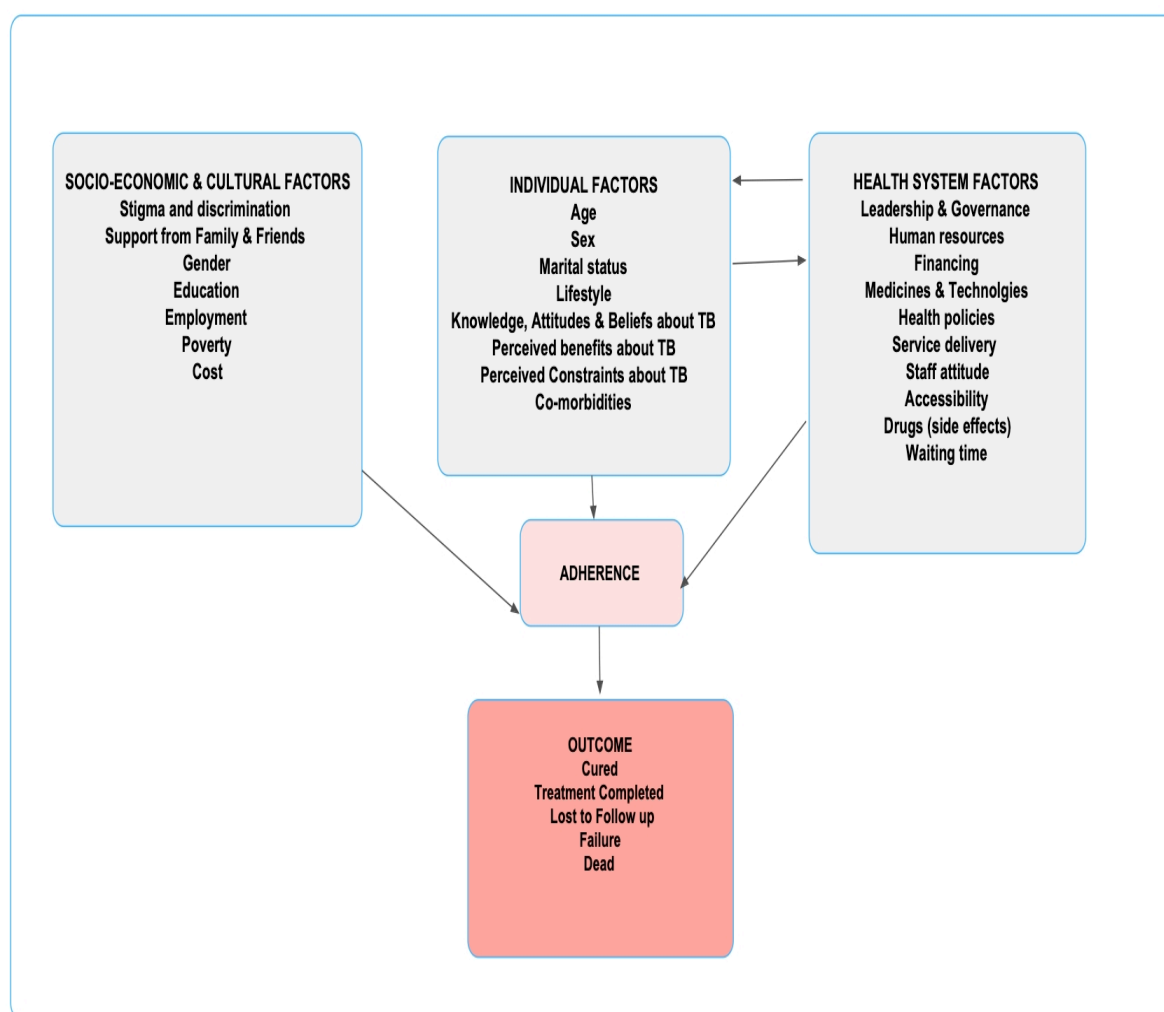 SOCIO-ECONOMIC & CULTURAL FACTORS
Stigma and discrimination
Support from Family & Friends
Gender
Education
Employment
Poverty
Cost
INDIVIDUAL FACTORS
Age
Sex
Marital status
Lifestyle
Knowledge, Attitudes & Beliefs about TB
Perceived benefits about TB
Perceived Constraints about TB
Co-morbidities
HEALTH SYSTEM FACTORS
Leadership & Governance
Human resources
Financing
Medicines & Technolgies
Health policies
Service delivery
Staff attitude
Accessibility
Drugs (side effects)
Waiting time
ADHERENCE
OUTCOME
Cured
Treatment Completed
Lost to Follow up
Failure
Dead